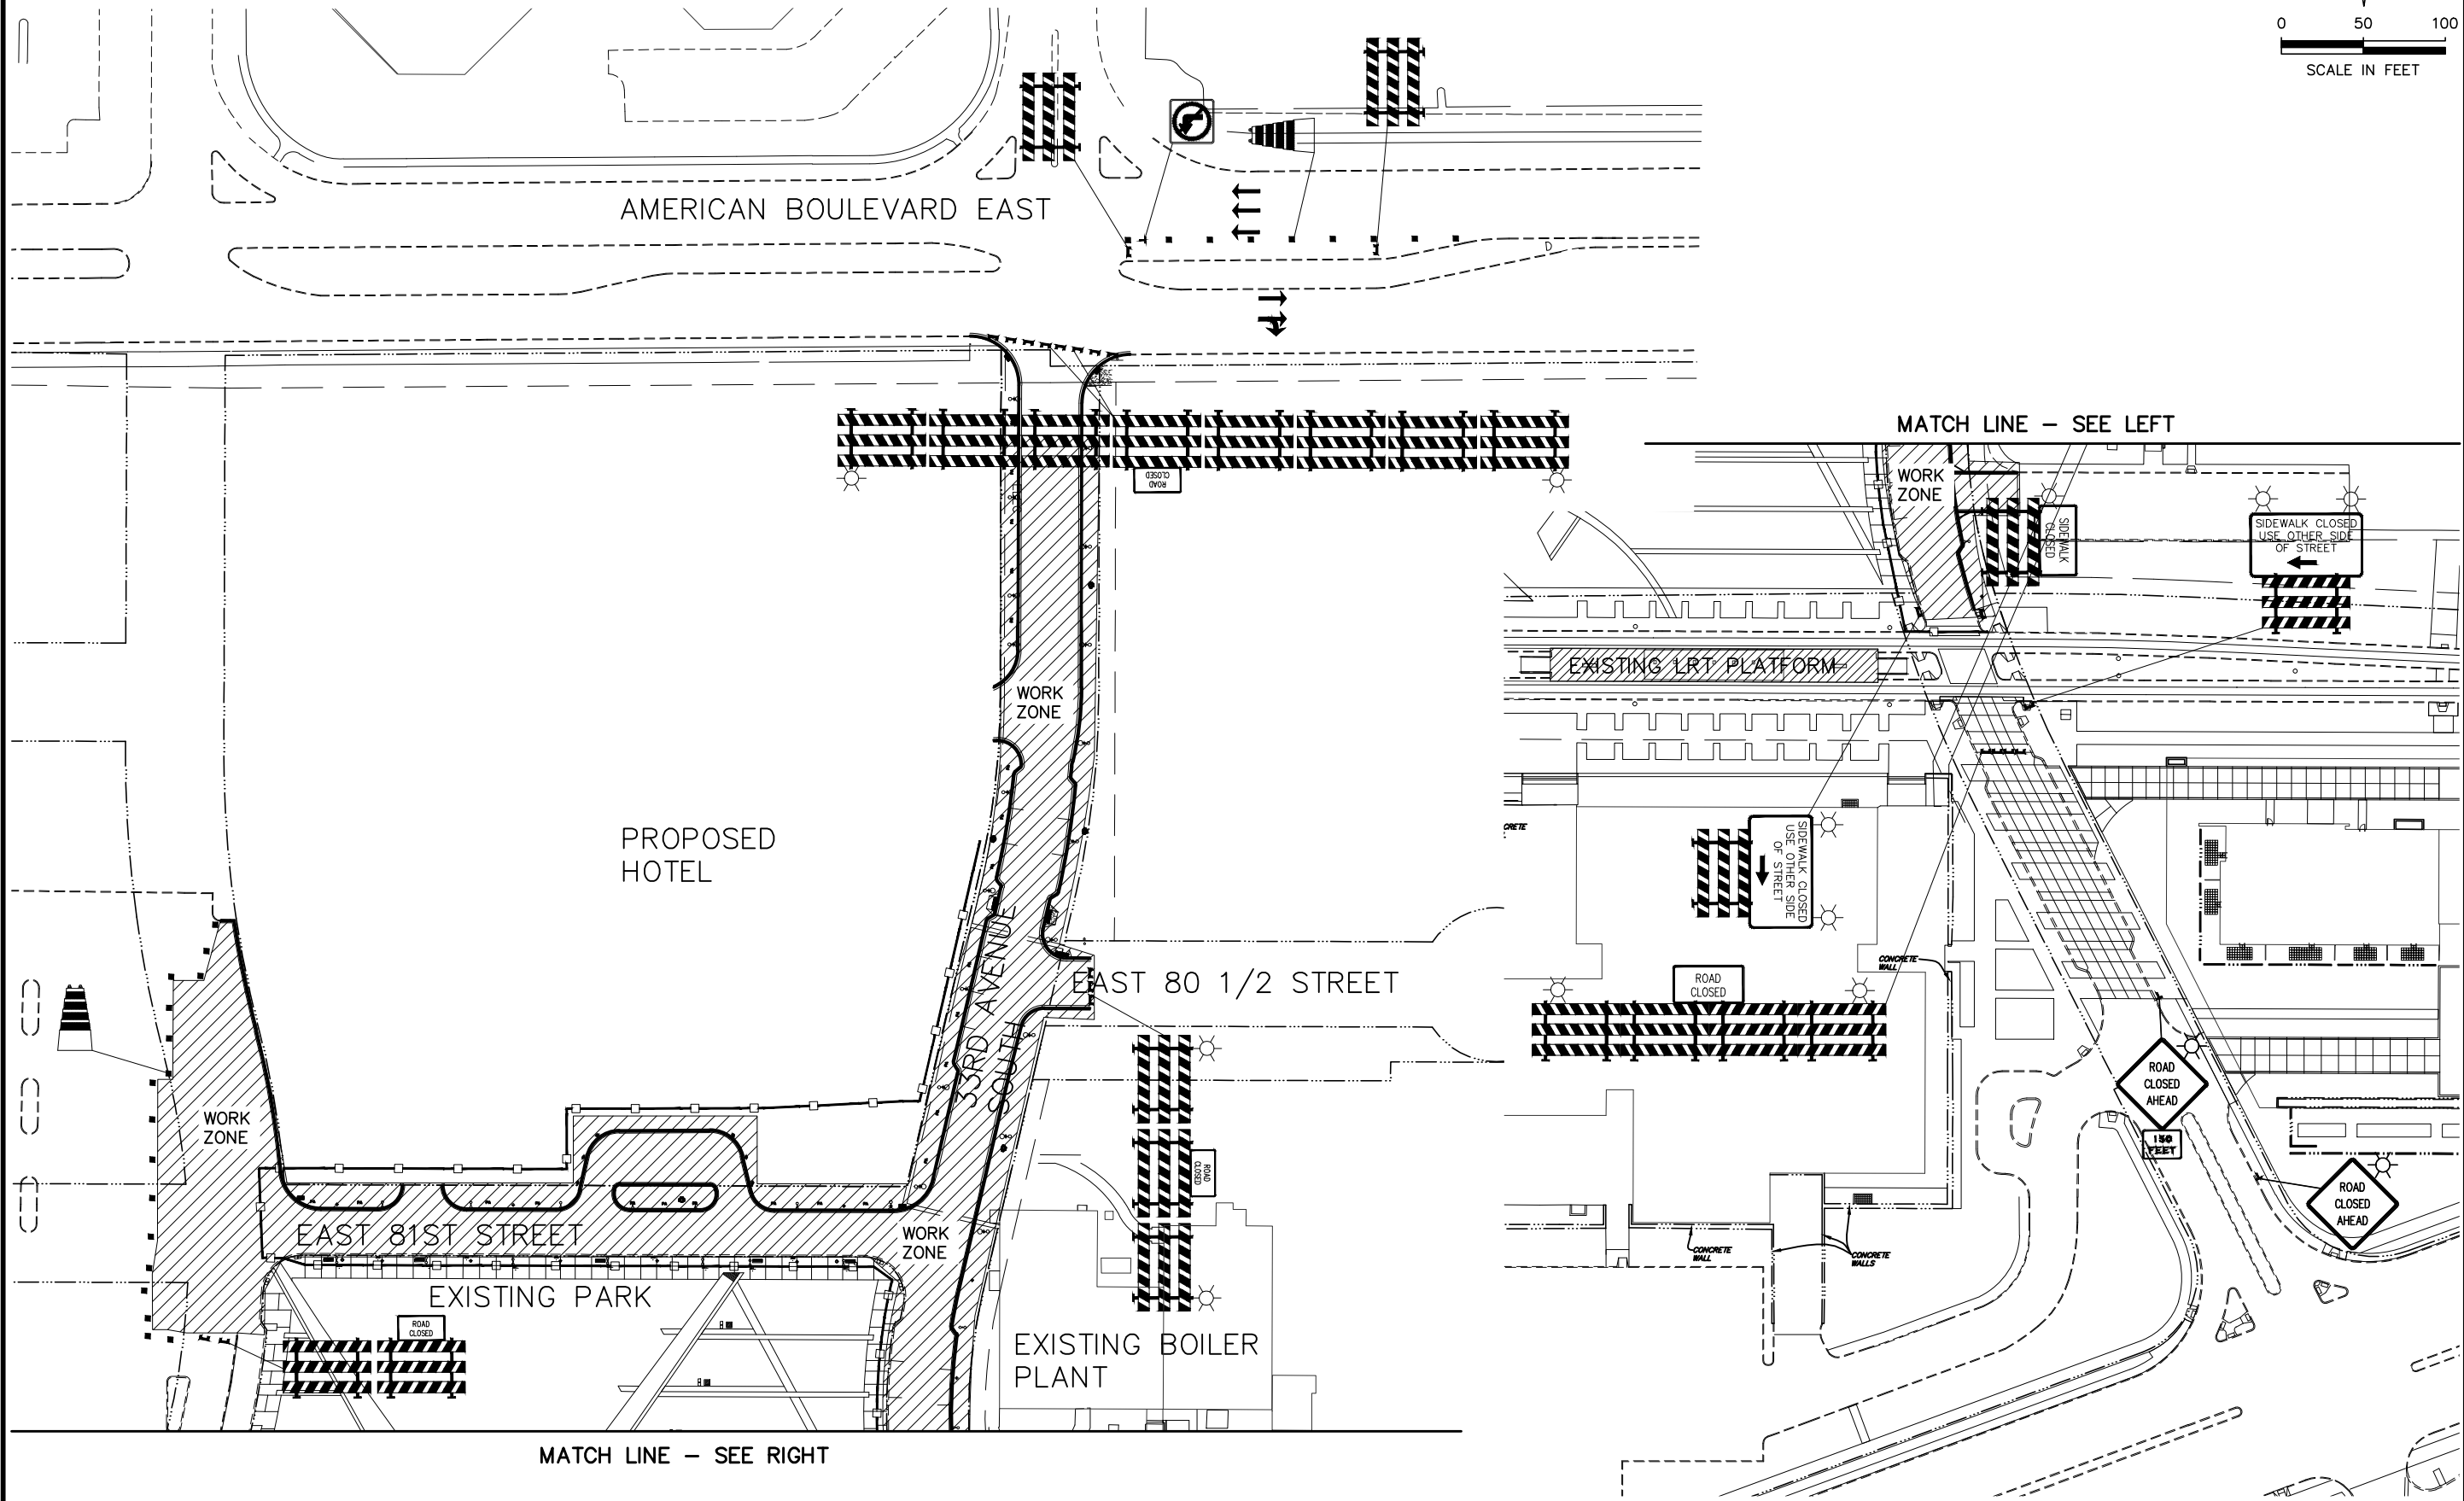 0 50 100
SCALE IN FEET
AMERICAN BOULEVARD EAST
D
ROAD
CLOSED
MATCH LINE – SEE LEFT
WORK
ZONE
SIDEWALK
CLOSED
SIDEWALK CLOSED
USE OTHER SIDE
OF STREET
EXISTING LRT PLATFORM
WORK
ZONE
PROPOSED
HOTEL
CRETE
SIDEWALK CLOSED
USE OTHER SIDE
OF STREET
33RD AVENUE
SOUTH
EAST 80 1/2 STREET
CONCRETE
WALL
ROAD
CLOSED
ROAD
CLOSED
AHEAD
150
FEET
WORK
ZONE
ROAD
CLOSED
ROAD
CLOSED
AHEAD
EAST 81ST STREET
WORK
ZONE
CONCRETE
WALL
CONCRETE
WALLS
EXISTING PARK
ROAD
CLOSED
EXISTING BOILER
PLANT
MATCH LINE – SEE RIGHT